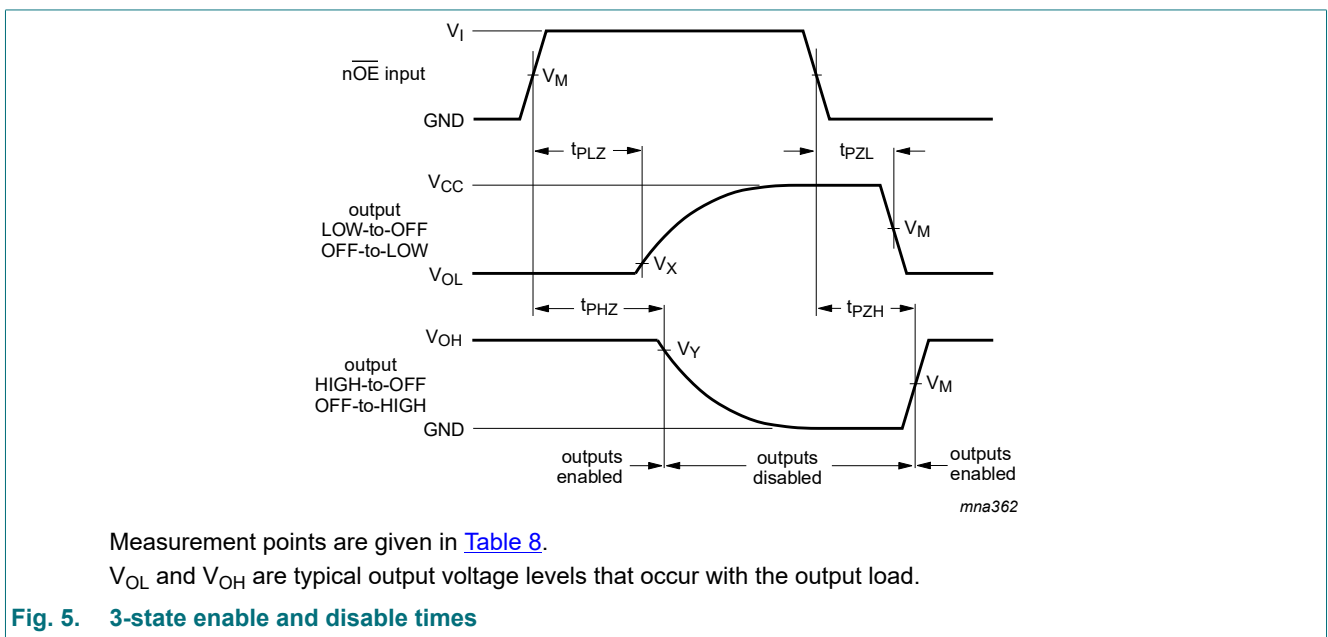 VI
nOE input
VM
GND
tPLZ
tPZL
VCC
output
LOW-to-OFF
OFF-to-LOW
VM
VX
VOL
tPHZ
tPZH
VOH
VY
output
HIGH-to-OFF
OFF-to-HIGH
VM
GND
outputs
enabled
outputs
disabled
outputs
enabled
mna362
Measurement points are given in Table 8.
VOL and VOH are typical output voltage levels that occur with the output load.
Fig. 5. 3-state enable and disable times